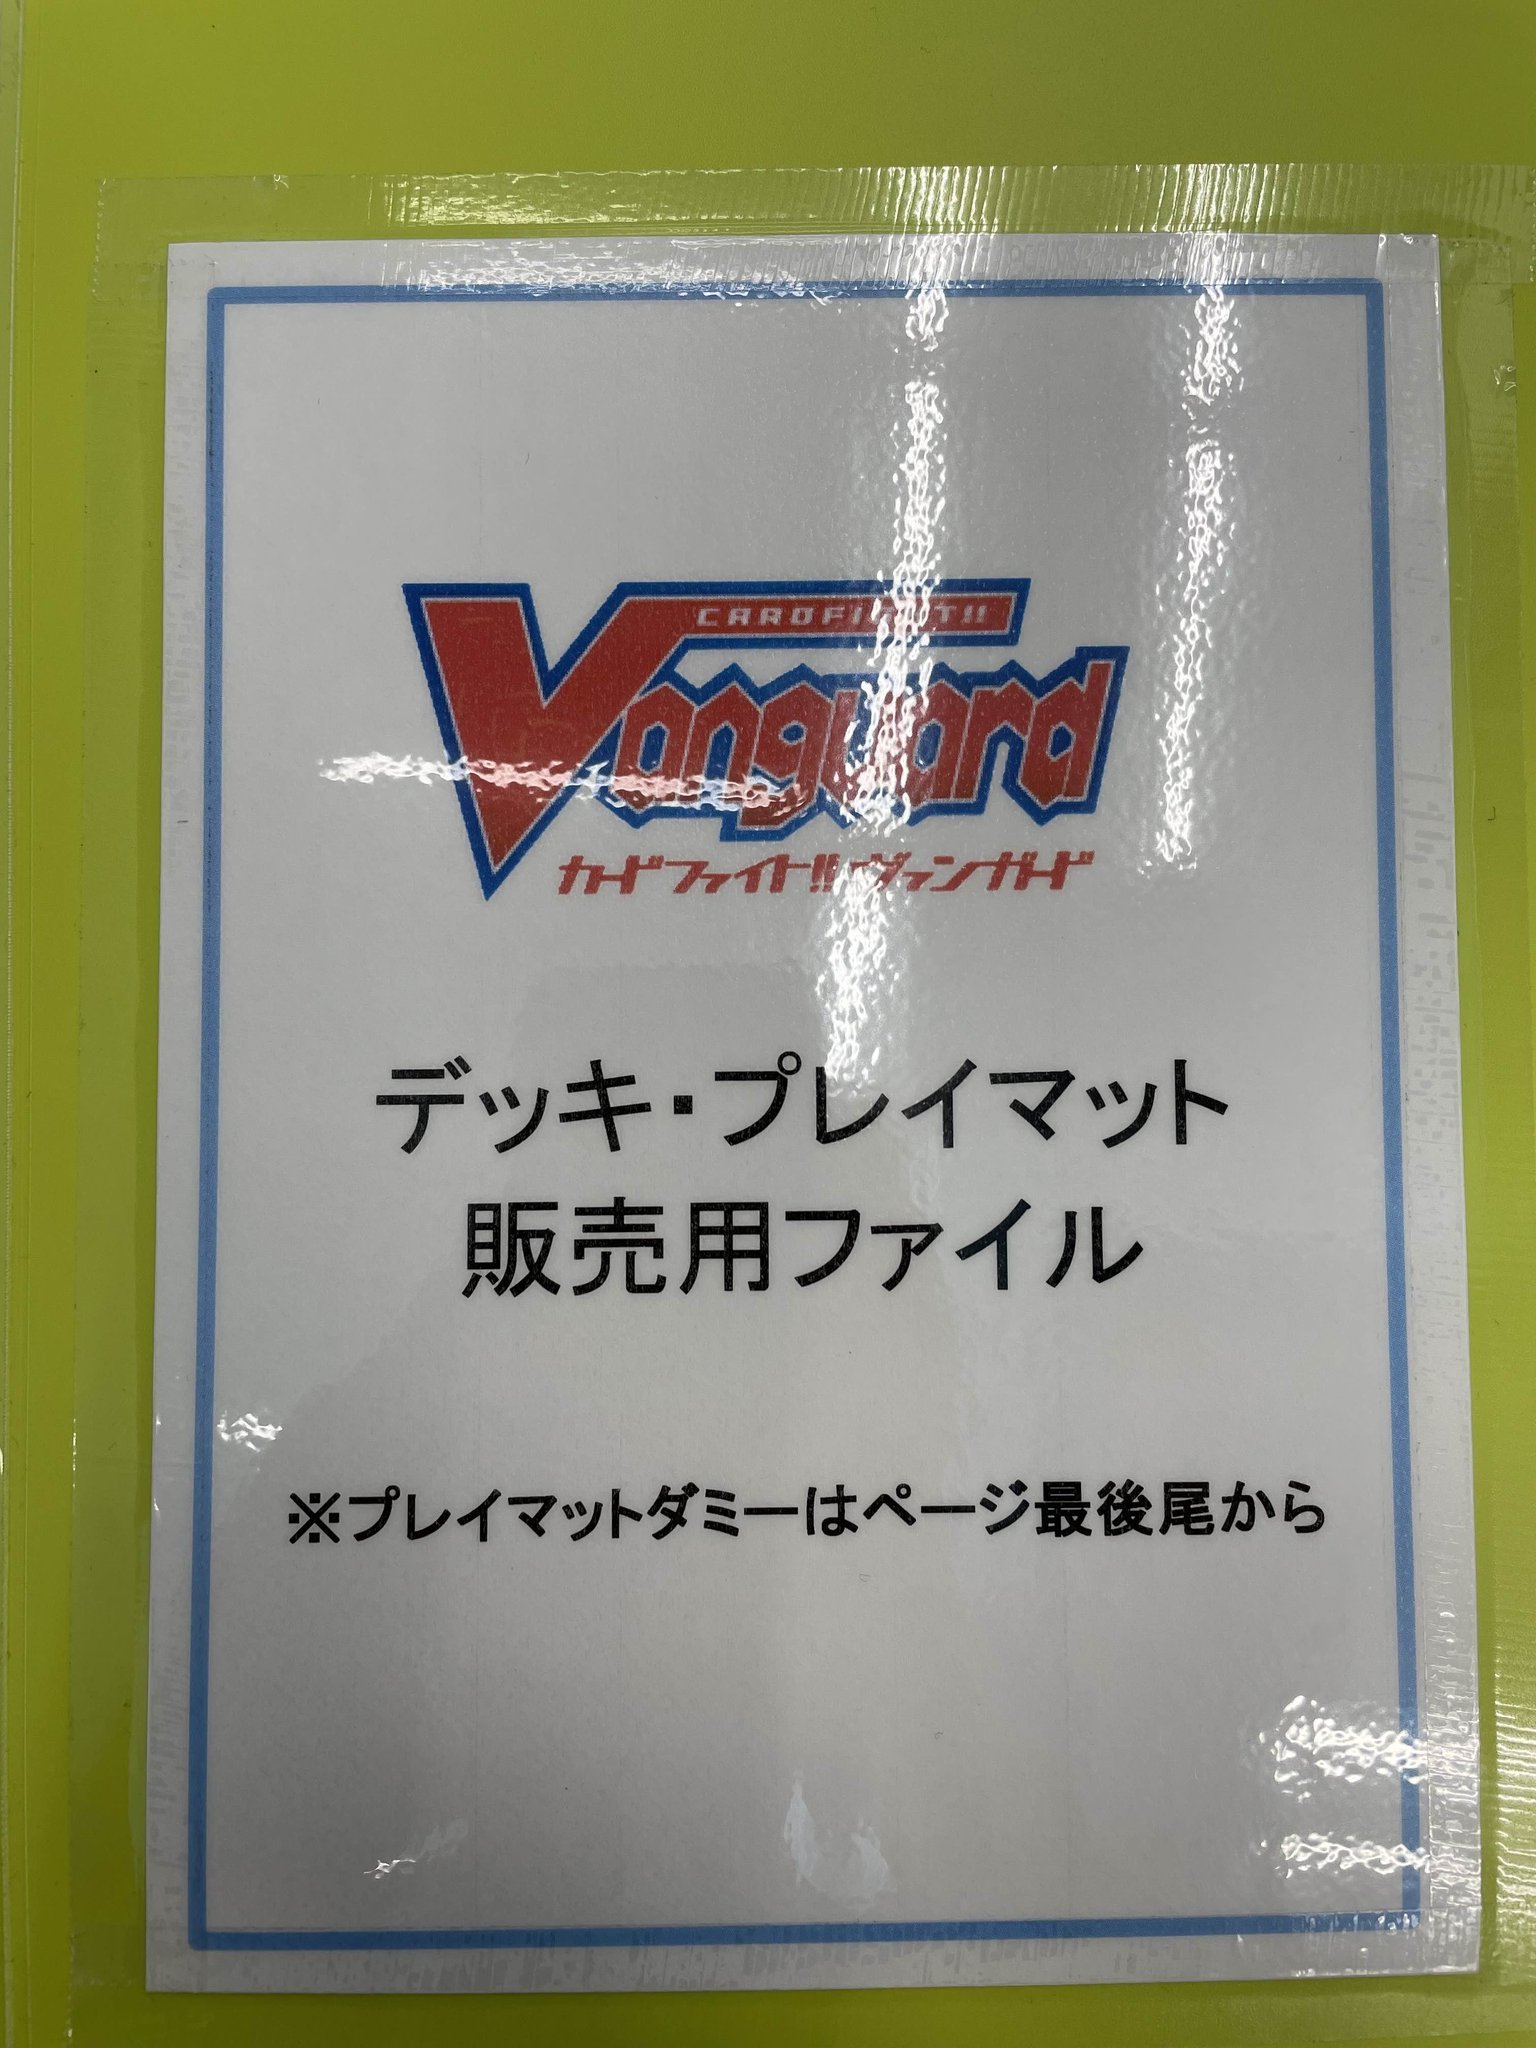 CARDFIGHT!!
Vanguard
カードファイト!! ヴァンガード
デッキ・プレイマット
販売用ファイル
※プレイマットダミーはページ最後尾から